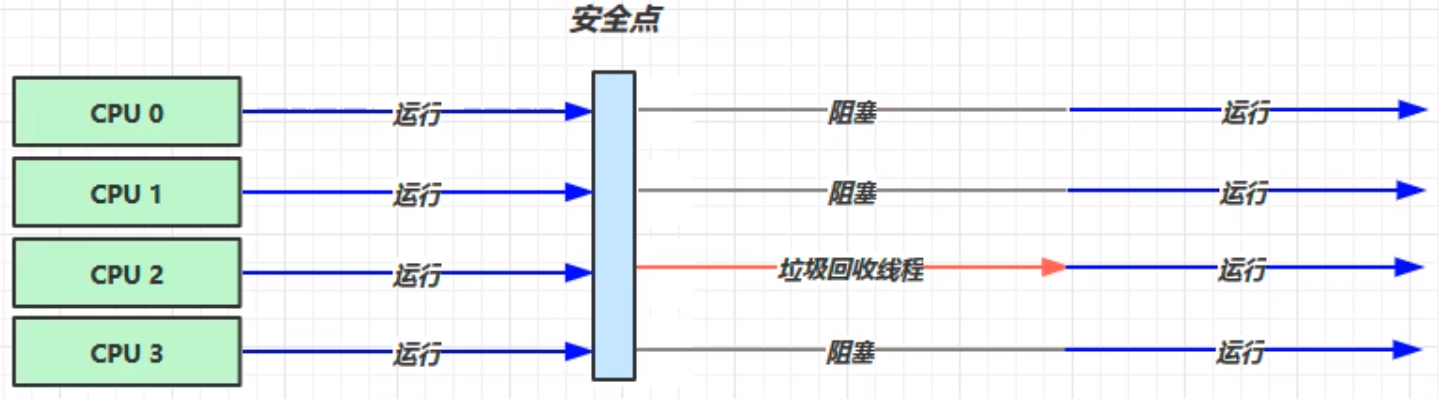 安全点
CPU 0 运行 阻塞 运行
CPU 1 运行 阻塞 运行
CPU 2 运行 垃圾回收线程 运行
CPU 3 运行 阻塞 运行